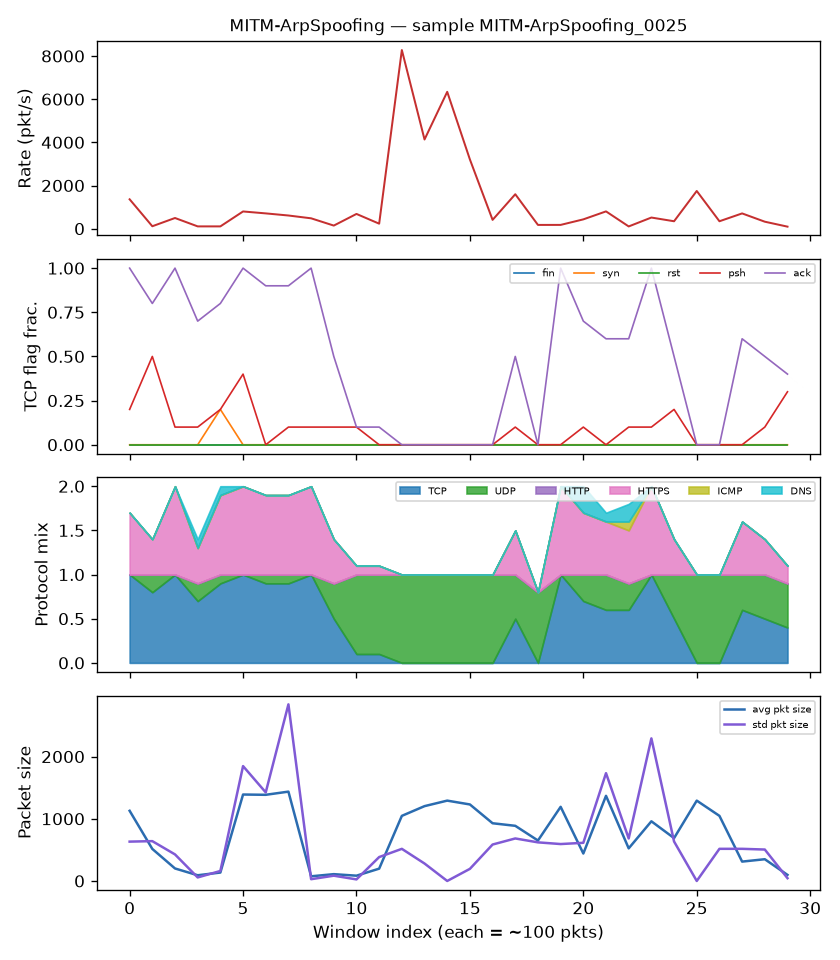 MITM-ArpSpoofing — sample MITM-ArpSpoofing_0025
8000
6000
4000
2000
0
Rate (pkt/s)
1.00
0.75
0.50
0.25
0.00
TCP flag frac.
fin syn rst psh ack
2.0
1.5
1.0
0.5
0.0
Protocol mix
TCP UDP HTTP HTTPS ICMP DNS
2000
1000
0
Packet size
avg pkt size
std pkt size
0 5 10 15 20 25 30
Window index (each = ~100 pkts)